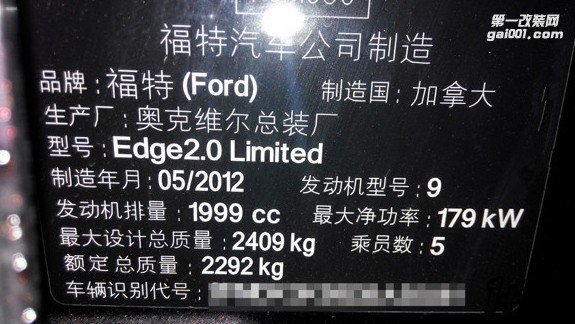 第一改装网
gai001.com
福特汽车公司制造
品牌：福特 (Ford) 制造国：加拿大
生产厂：奥克维尔总装厂
型号：Edge2.0 Limited
制造年月：05/2012 发动机型号：9
发动机排量：1999 cc 最大净功率：179 kW
最大设计总质量：2409 kg 乘员数：5
额定总质量：2292 kg
车辆识别代号：